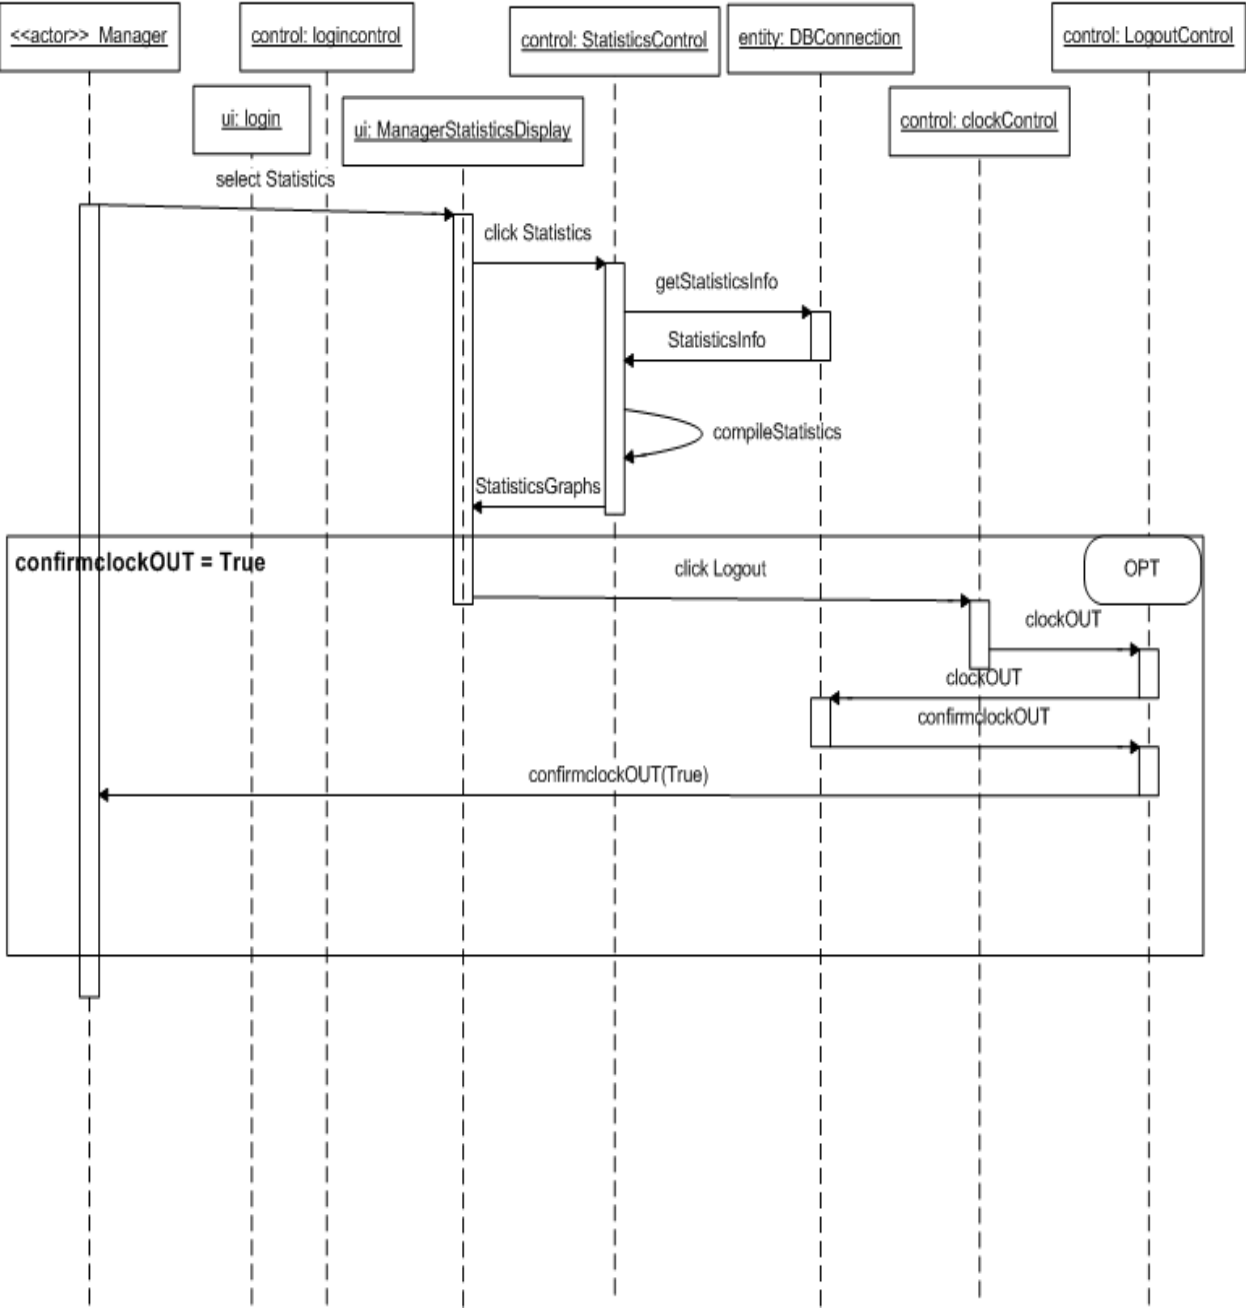 <<actor>> Manager
control: logincontrol
control: StatisticsControl
entity: DBConnection
control: LogoutControl
ui: login
ui: ManagerStatisticsDisplay
control: clockControl
select Statistics
click Statistics
getStatisticsInfo
StatisticsInfo
compileStatistics
StatisticsGraphs
confirmclockOUT = True
OPT
click Logout
clockOUT
clockOUT
confirmclockOUT
confirmclockOUT(True)